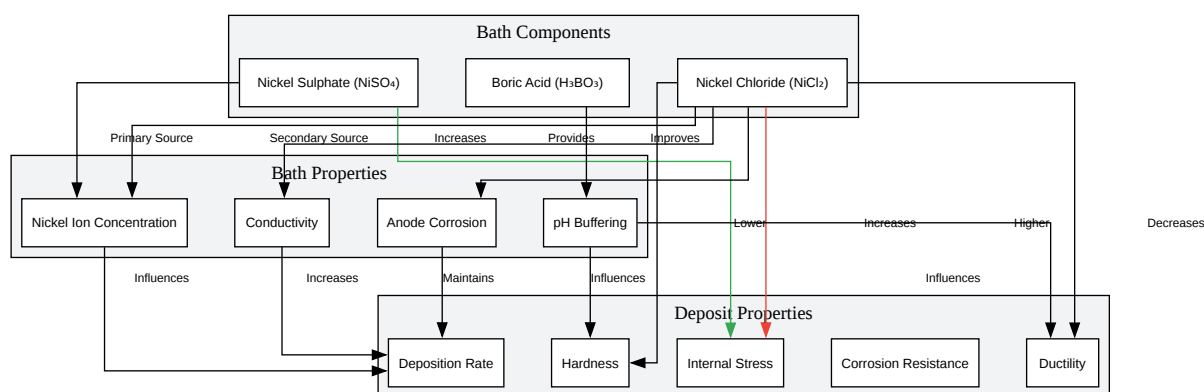 Bath Components
Nickel Sulphate (NiSO₄)
Boric Acid (H₃BO₃)
Nickel Chloride (NiCl₂)
Primary Source
Secondary Source
Increases
Provides
Improves
Bath Properties
Nickel Ion Concentration
Conductivity
Anode Corrosion
pH Buffering
Lower
Increases
Higher
Decreases
Influences
Increases
Maintains
Influences
Influences
Deposit Properties
Deposition Rate
Hardness
Internal Stress
Corrosion Resistance
Ductility